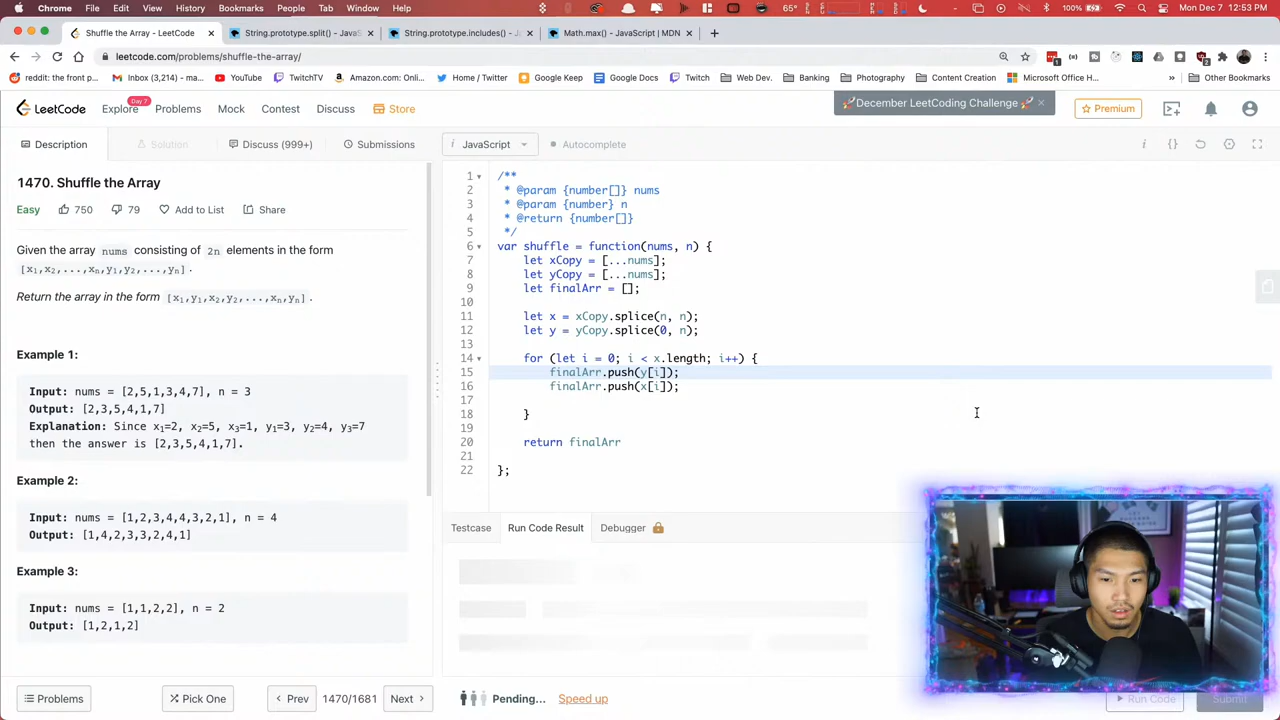 Chrome File Edit View History Bookmarks People Tab Window Help
65°
100%
Mon Dec 7 12:53 PM
Shuffle the Array - LeetCode
String.prototype.split() - JavaS
String.prototype.includes() - J
Math.max() - JavaScript | MDN
leetcode.com/problems/shuffle-the-array/
reddit: the front p...
Inbox (3,214) - ma...
YouTube
TwitchTV
Amazon.com: Onli...
Home / Twitter
Google Keep
Google Docs
Twitch
Web Dev.
Banking
Photography
Content Creation
Microsoft Office H...
»
Other Bookmarks
LeetCode
Explore
Day 7
Problems
Mock
Contest
Discuss
Store
🚀December LeetCoding Challenge🚀 ×
Premium
Description
Solution
Discuss (999+)
Submissions
i JavaScript
Autocomplete
1470. Shuffle the Array
Easy 750 79 Add to List Share
Given the array nums consisting of 2n elements in the form
[x1,x2,...,xn,y1,y2,...,yn].
Return the array in the form [x1,y1,x2,y2,...,xn,yn].
Example 1:
Input: nums = [2,5,1,3,4,7], n = 3
Output: [2,3,5,4,1,7]
Explanation: Since x1=2, x2=5, x3=1, y1=3, y2=4, y3=7
then the answer is [2,3,5,4,1,7].
Example 2:
Input: nums = [1,2,3,4,4,3,2,1], n = 4
Output: [1,4,2,3,3,2,4,1]
Example 3:
Input: nums = [1,1,2,2], n = 2
Output: [1,2,1,2]
1 /**
2 * @param {number[]} nums
3 * @param {number} n
4 * @return {number[]}
5 */
6 var shuffle = function(nums, n) {
7 let xCopy = [...nums];
8 let yCopy = [...nums];
9 let finalArr = [];
10
11 let x = xCopy.splice(n, n);
12 let y = yCopy.splice(0, n);
13
14 for (let i = 0; i < x.length; i++) {
15 finalArr.push(y[i]);
16 finalArr.push(x[i]);
17
18 }
19
20 return finalArr
21
22 };
Testcase
Run Code Result
Debugger
Problems
Pick One
Prev
1470/1681
Next
Pending...
Speed up
Run Code
Submit